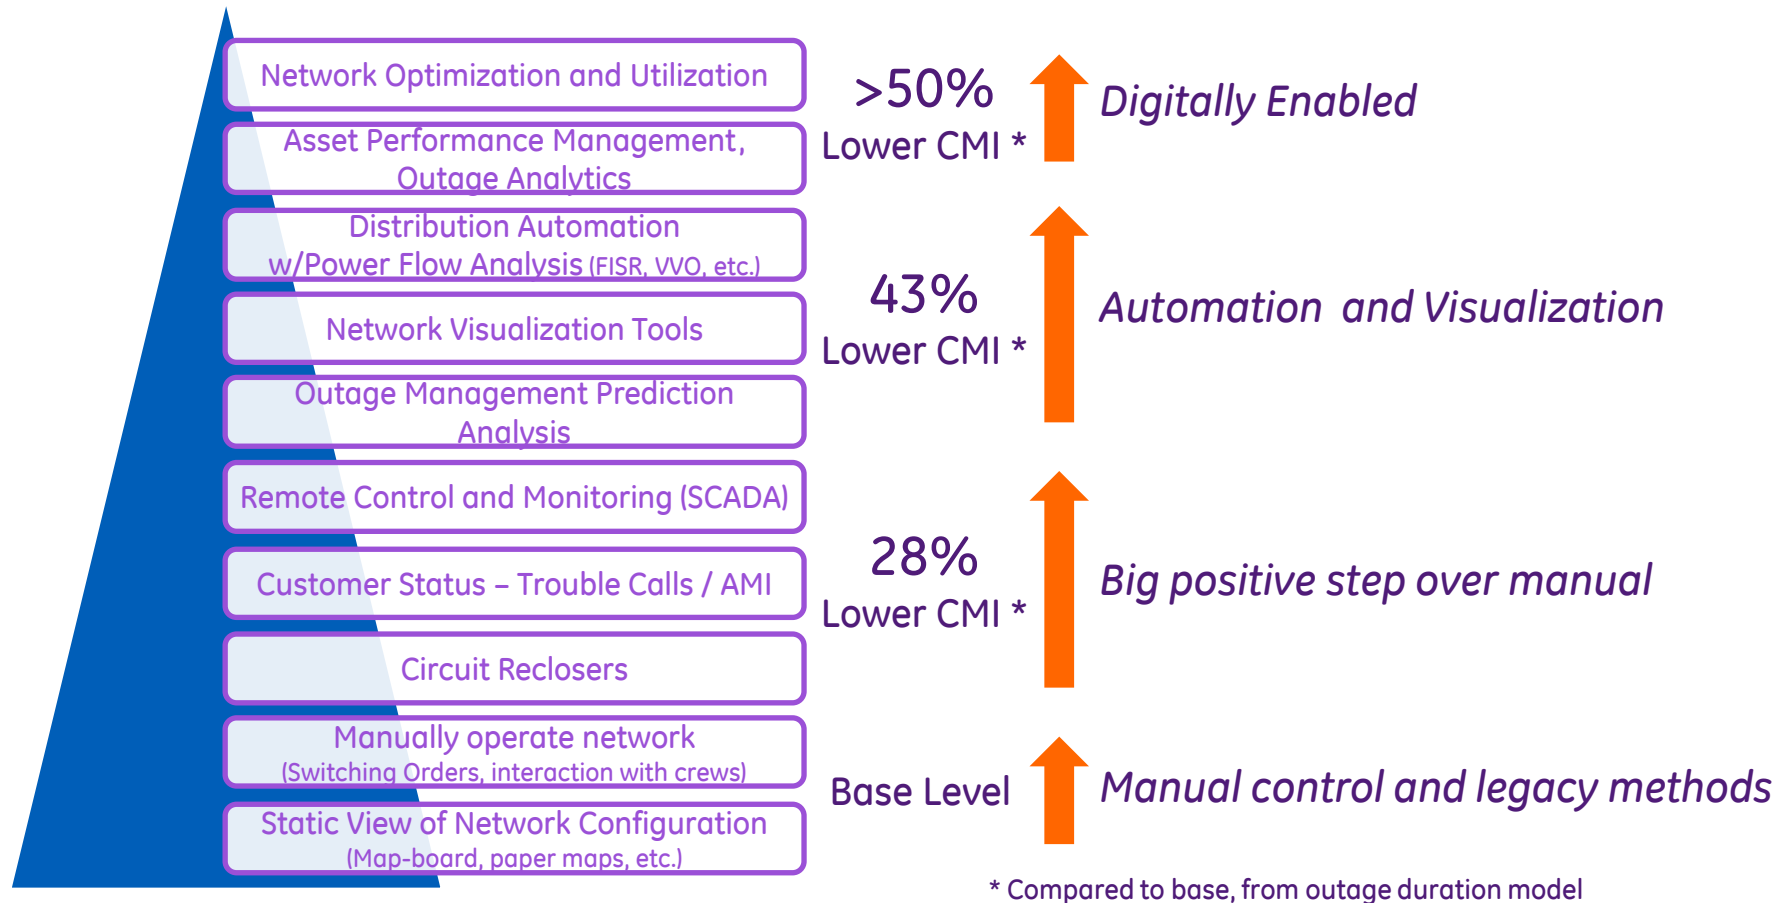 Network Optimization and Utilization
Asset Performance Management,
Outage Analytics
>50%
Lower CMI *
Digitally Enabled
Distribution Automation
w/Power Flow Analysis (FISR, VVO, etc.)
Network Visualization Tools
Outage Management Prediction
Analysis
43%
Lower CMI *
Automation and Visualization
Remote Control and Monitoring (SCADA)
Customer Status – Trouble Calls / AMI
Circuit Reclosers
28%
Lower CMI *
Big positive step over manual
Manually operate network
(Switching Orders, interaction with crews)
Static View of Network Configuration
(Map-board, paper maps, etc.)
Base Level
Manual control and legacy methods
* Compared to base, from outage duration model